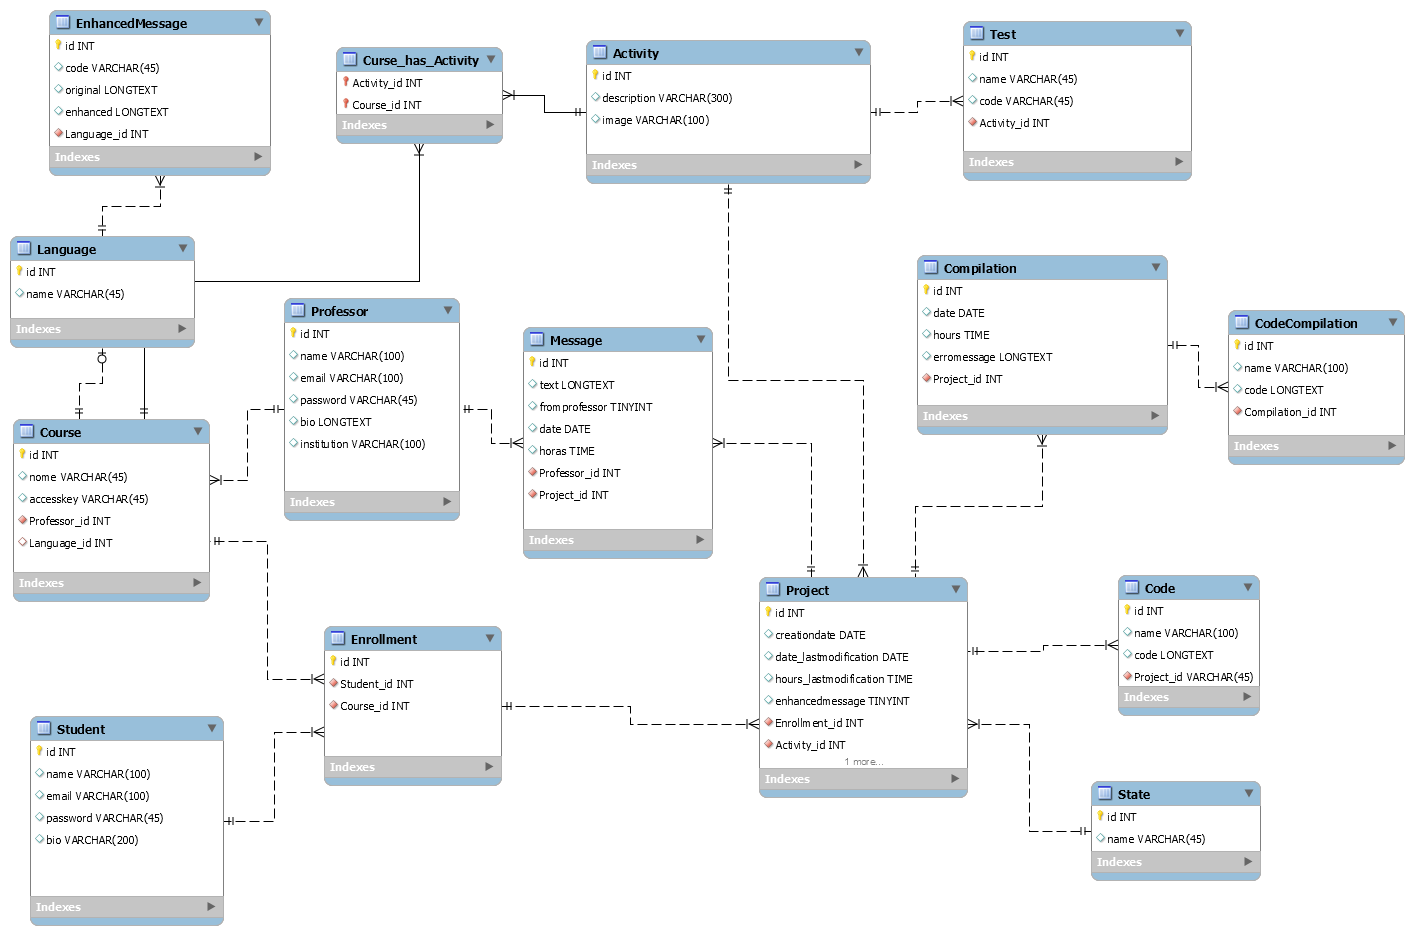 EnhancedMessage
id INT
code VARCHAR(45)
original LONGTEXT
enhanced LONGTEXT
Language_id INT
Indexes
Curse_has_Activity
Activity_id INT
Course_id INT
Indexes
Activity
id INT
description VARCHAR(300)
image VARCHAR(100)
Indexes
Test
id INT
name VARCHAR(45)
code VARCHAR(45)
Activity_id INT
Indexes
Language
id INT
name VARCHAR(45)
Indexes
Professor
id INT
name VARCHAR(100)
email VARCHAR(100)
password VARCHAR(45)
bio LONGTEXT
institution VARCHAR(100)
Indexes
Message
id INT
text LONGTEXT
fromprofessor TINYINT
date DATE
horas TIME
Professor_id INT
Project_id INT
Indexes
Compilation
id INT
date DATE
hours TIME
erromessage LONGTEXT
Project_id INT
Indexes
CodeCompilation
id INT
name VARCHAR(100)
code LONGTEXT
Compilation_id INT
Indexes
Course
id INT
nome VARCHAR(45)
accesskey VARCHAR(45)
Professor_id INT
Language_id INT
Indexes
Enrollment
id INT
Student_id INT
Course_id INT
Indexes
Project
id INT
creationdate DATE
date_lastmodification DATE
hours_lastmodification TIME
enhancedmessage TINYINT
Enrollment_id INT
Activity_id INT
1 more...
Indexes
Code
id INT
name VARCHAR(100)
code LONGTEXT
Project_id VARCHAR(45)
Indexes
Student
id INT
name VARCHAR(100)
email VARCHAR(100)
password VARCHAR(45)
bio VARCHAR(200)
Indexes
State
id INT
name VARCHAR(45)
Indexes